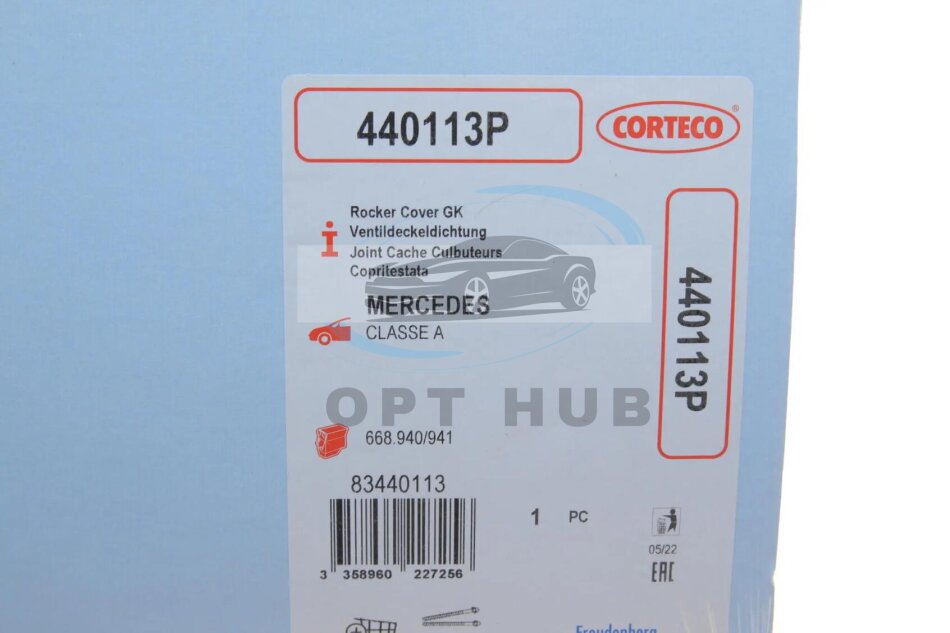 440113P
CORTECO®
Rocker Cover GK
Ventildeckeldichtung
Joint Cache Culbuteurs
Copritestata
MERCEDES
CLASSE A
440113P
OPT HUB
668.940/941
83440113
1 PC
05/22
EAC
3 358960 227256
Freudenberg